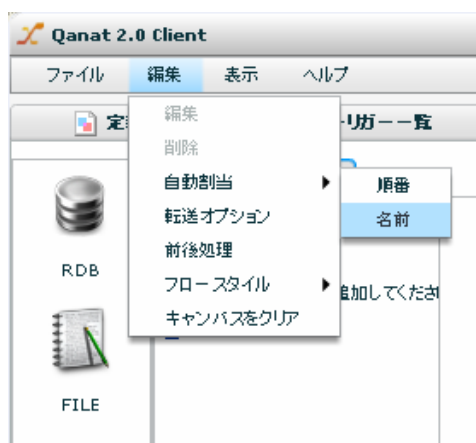 Qanat 2.0 Client
ファイル 編集 表示 ヘルプ
リガー一覧
編集
削除
自動割当
順番
転送オプション
名前
前後処理
RDB
フロースタイル
追加してくださ
キャンバスをクリア
FILE